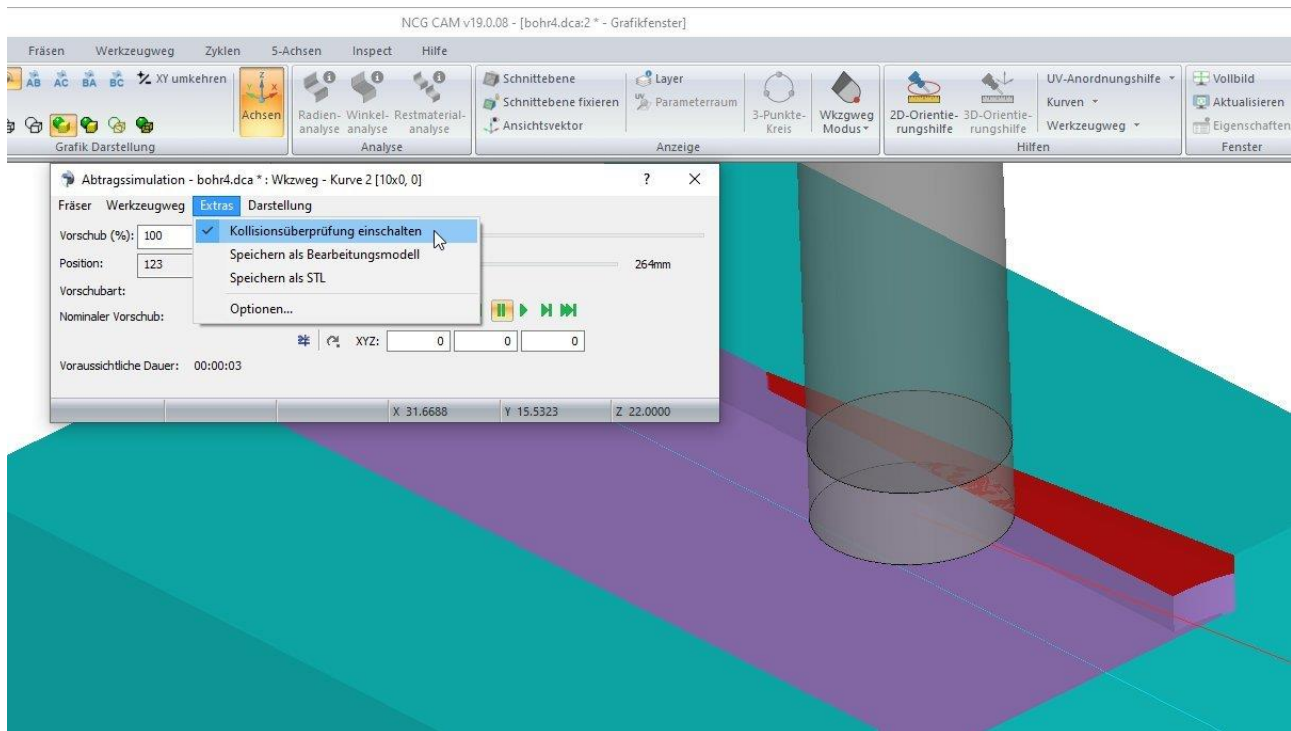 NCG CAM v19.0.08 - [bohr4.dca:2 * - Grafikfenster]
Fräsen Werkzeugweg Zyklen 5-Achsen Inspect Hilfe
AB AC BA BC XY umkehren
Achsen
Grafik Darstellung
Radien-analyse
Winkel-analyse
Restmaterial-analyse
Analyse
Schnittebene
Schnittebene fixieren
Ansichtsvektor
Layer
Parameterraum
3-Punkte-
Kreis
Wkzgweg
Modus
Anzeige
2D-Orientie-
rungshilfe
3D-Orientie-
rungshilfe
UV-Anordnungshilfe
Kurven
Werkzeugweg
Hilfen
Vollbild
Aktualisieren
Eigenschaften
Fenster
Abtragssimulation - bohr4.dca * : Wkzweg - Kurve 2 [10x0, 0] ? X
Fräser Werkzeugweg Extras Darstellung
Vorschub (%): 100
Kollisionsüberprüfung einschalten
Speichern als Bearbeitungsmodell
Speichern als STL
Optionen...
Position: 123 264mm
Vorschubart:
Nominaler Vorschub:
XYZ: 0 0 0
Voraussichtliche Dauer: 00:00:03
X 31.6688 Y 15.5323 Z 22.0000